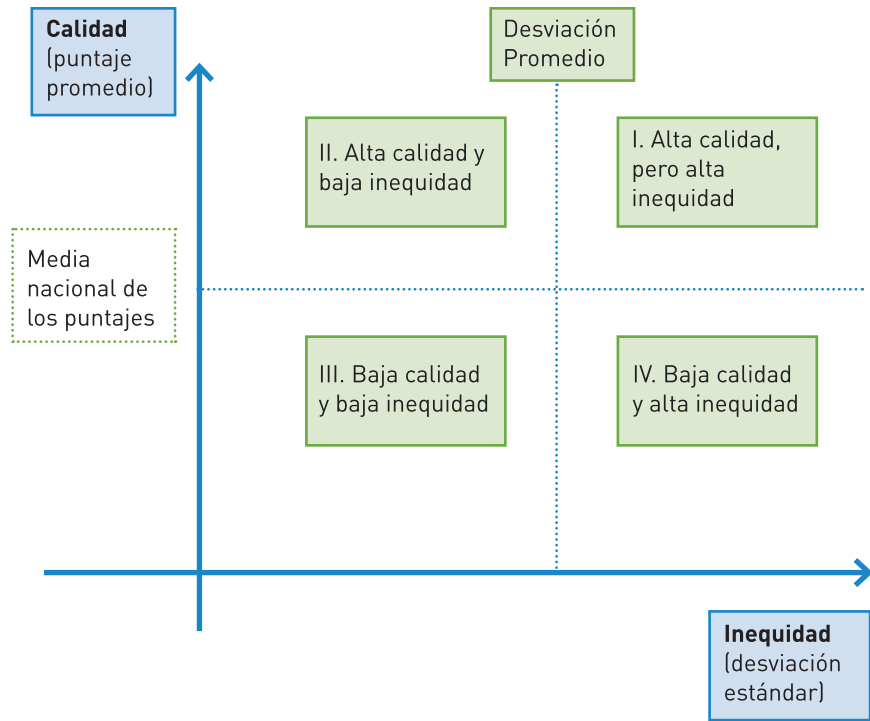 Calidad
(puntaje
promedio)
Desviación
Promedio
II. Alta calidad y
baja inequidad
I. Alta calidad,
pero alta
inequidad
Media
nacional de
los puntajes
III. Baja calidad
y baja inequidad
IV. Baja calidad
y alta inequidad
Inequidad
(desviación
estándar)